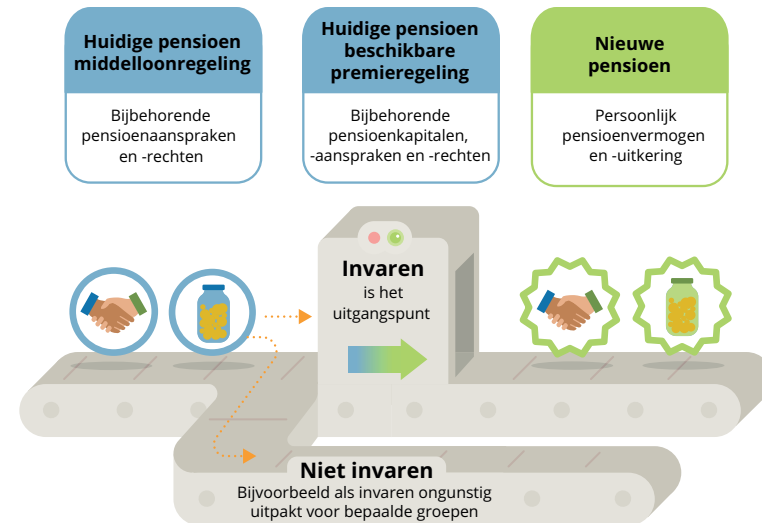 Huidige pensioen
middelloonregeling
Bijbehorende
pensioenaanspraken
en -rechten
Huidige pensioen
beschikbare
premieregeling
Bijbehorende
pensioenkapitalen,
-aanspraken en -rechten
Nieuwe
pensioen
Persoonlijk
pensioenvermogen
en -uitkering
Invaren
is het
uitgangspunt
Niet invaren
Bijvoorbeeld als invaren ongunstig
uitpakt voor bepaalde groepen